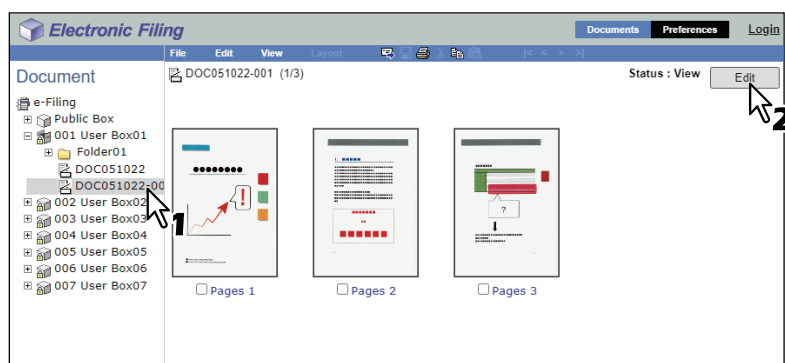 Electronic Filing
Documents Preferences Login
File Edit View Layout |< < > >|
Document
DOC051022-001 (1/3)
Status : View
Edit
e-Filing
Public Box
001 User Box01
Folder01
DOC051022
DOC051022-00
002 User Box02
003 User Box03
004 User Box04
005 User Box05
006 User Box06
007 User Box07
1
2
!
?
Pages 1
Pages 2
Pages 3